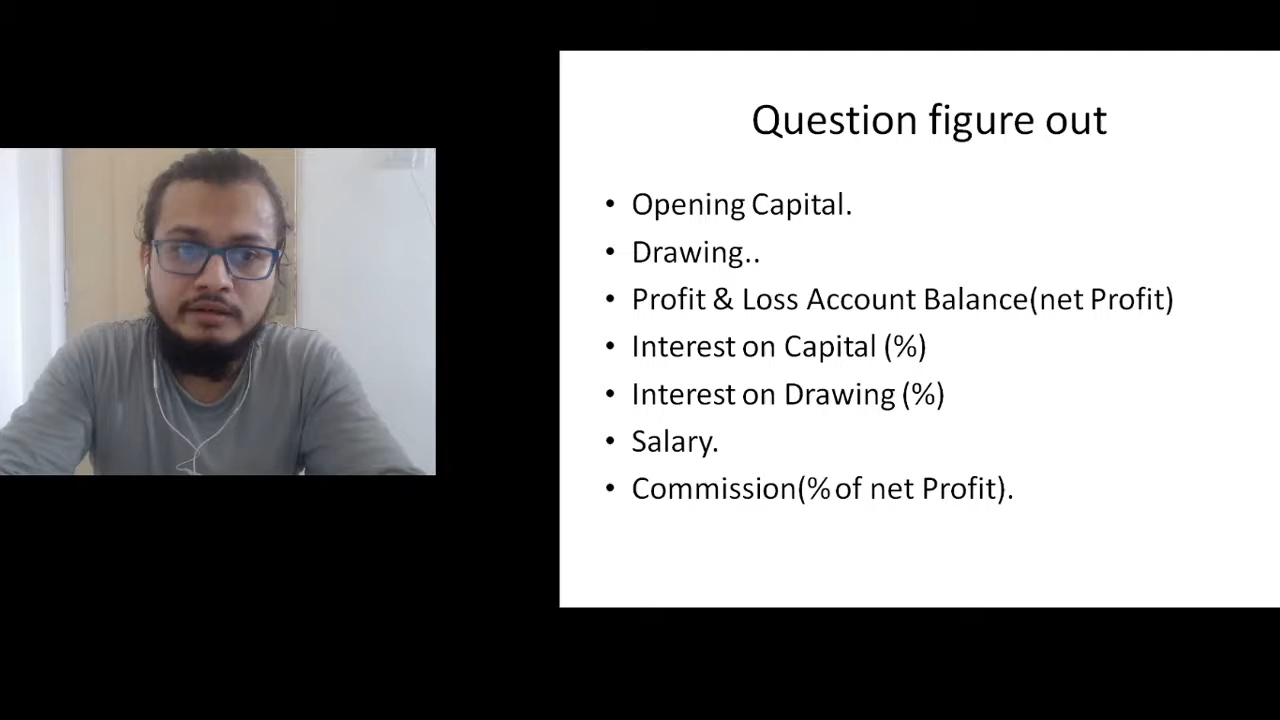 Question figure out
• Opening Capital.
• Drawing..
• Profit & Loss Account Balance(net Profit)
• Interest on Capital (%)
• Interest on Drawing (%)
• Salary.
• Commission(% of net Profit).